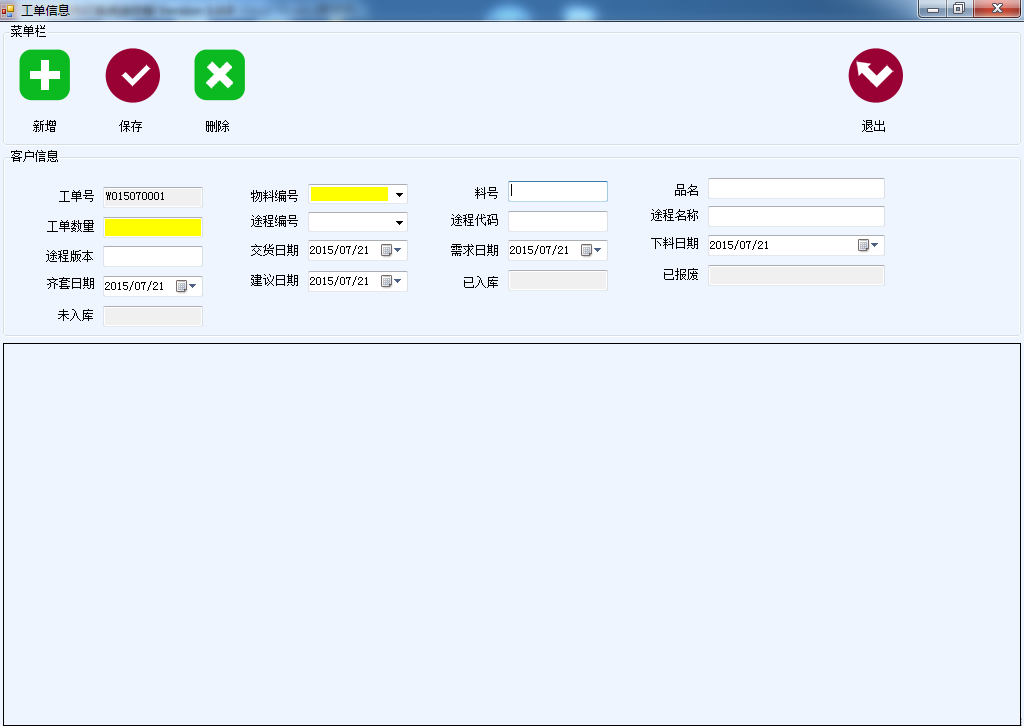 工单信息
菜单栏
新增 保存 删除 退出
客户信息
工单号 W015070001 物料编号 料号 品名
工单数量 途程编号 途程代码 途程名称
途程版本 交货日期 2015/07/21 需求日期 2015/07/21 下料日期 2015/07/21
齐套日期 2015/07/21 建议日期 2015/07/21 已入库 已报废
未入库